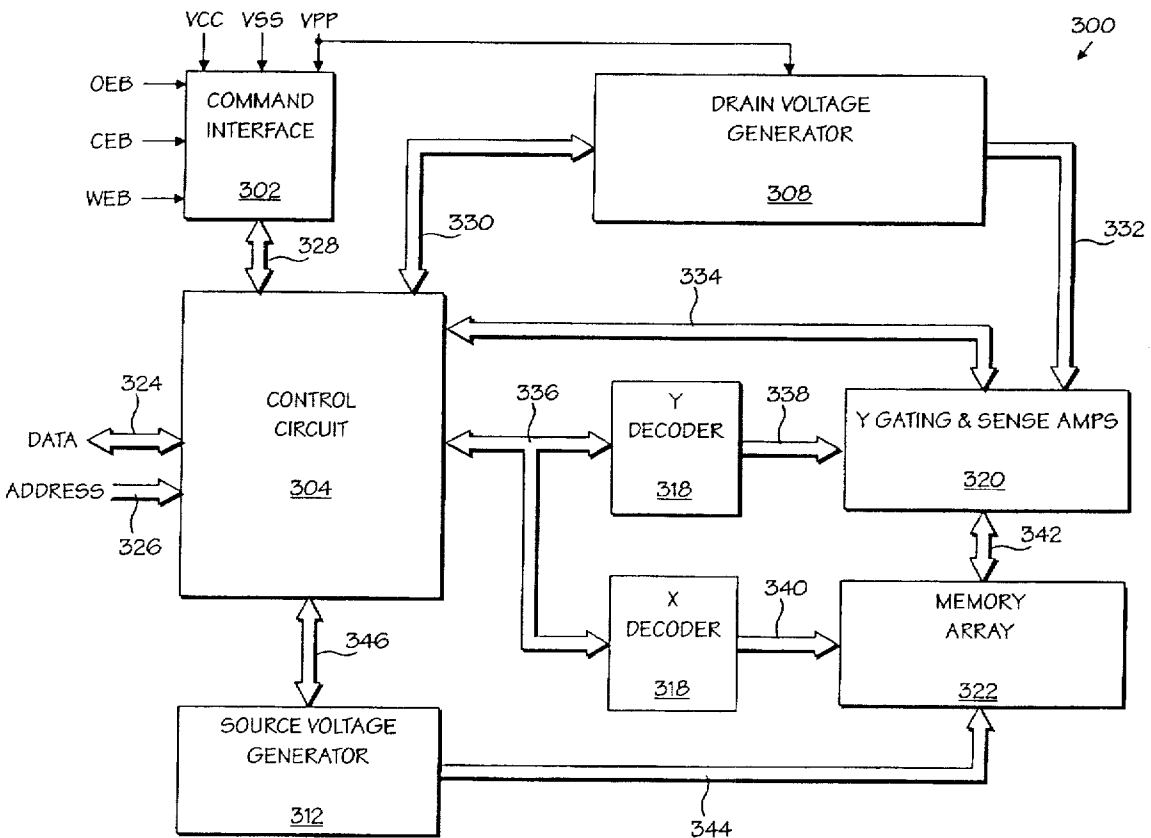 VCC VSS VPP
300
OEB
CEB
WEB
COMMAND
INTERFACE
302
DRAIN VOLTAGE
GENERATOR
308
328
330
332
334
324
DATA
ADDRESS
326
CONTROL
CIRCUIT
304
336
Y
DECODER
318
338
Y GATING & SENSE AMPS
320
342
X
DECODER
318
340
MEMORY
ARRAY
322
346
SOURCE VOLTAGE
GENERATOR
312
344